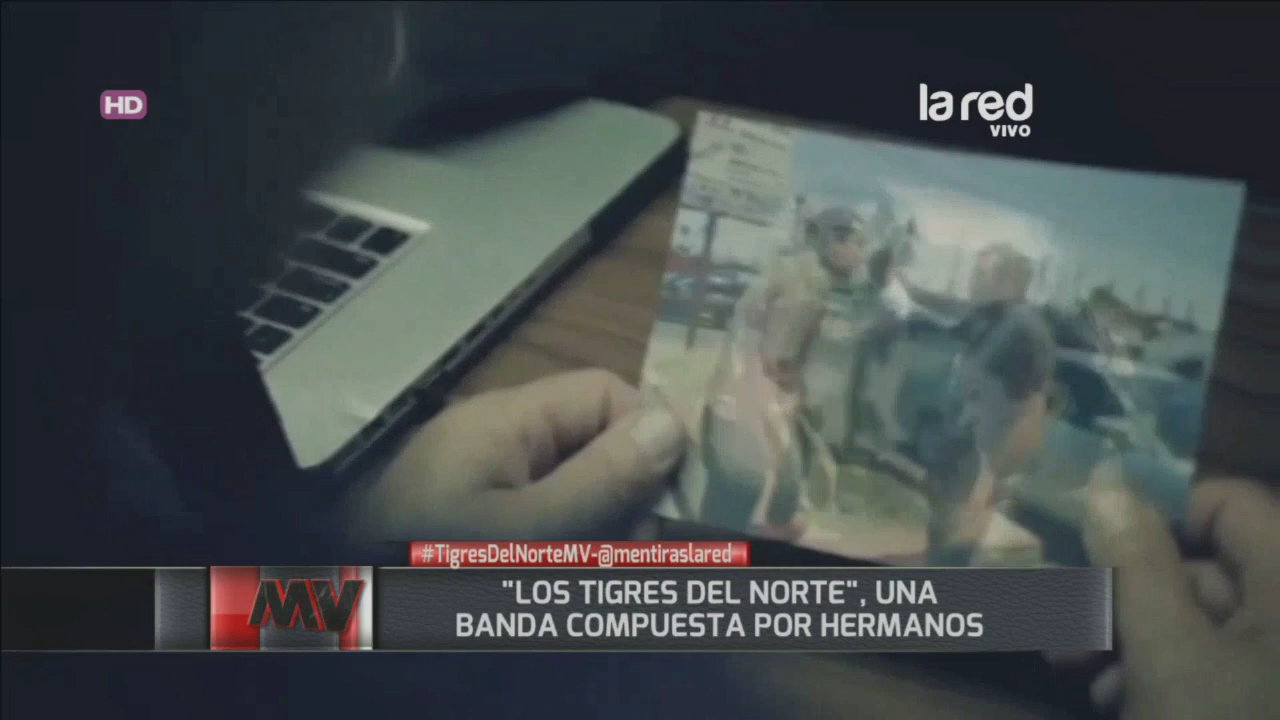 HD
la red
VIVO
#TigresDelNorteMV-@mentiraslared
MV
"LOS TIGRES DEL NORTE", UNA
BANDA COMPUESTA POR HERMANOS